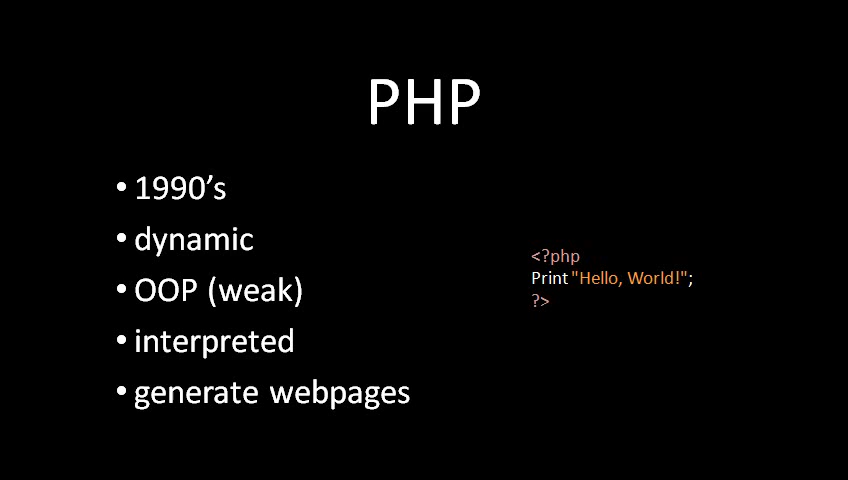 PHP
• 1990’s
• dynamic
• OOP (weak)
• interpreted
• generate webpages
<?php
Print "Hello, World!";
?>